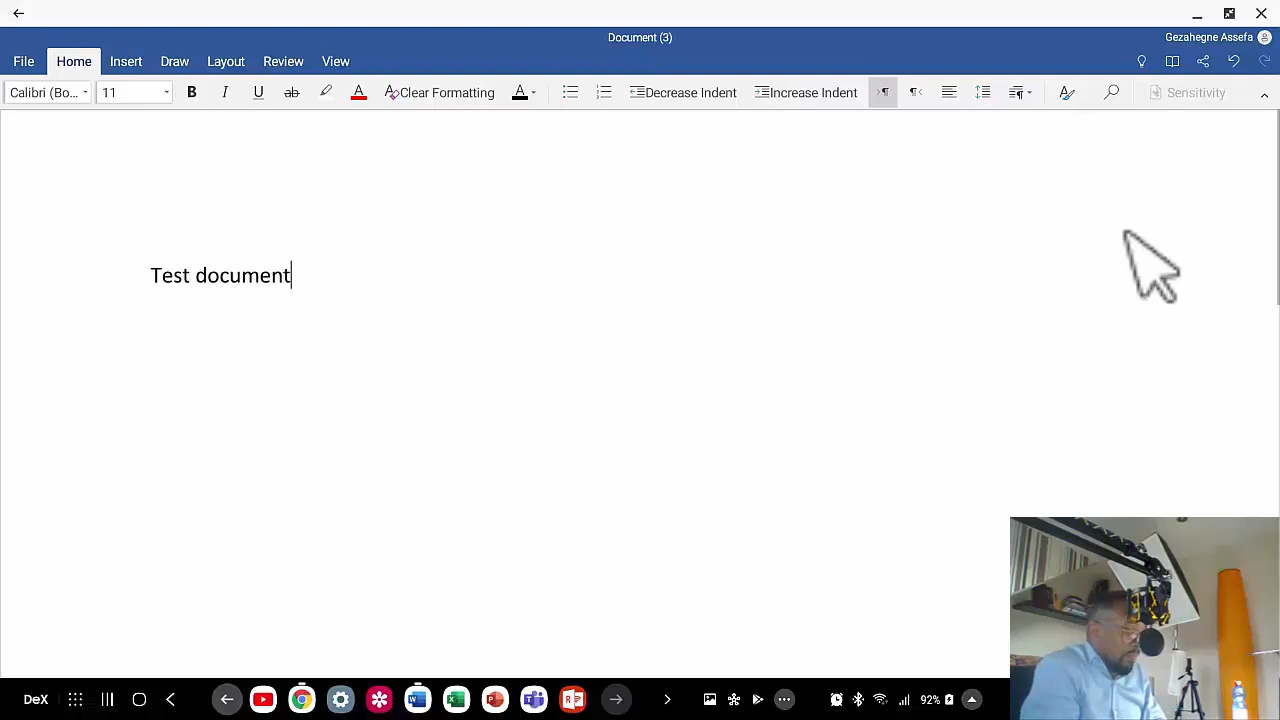 Document (3)
Gezahegne Assefa
File Home Insert Draw Layout Review View
Calibri (Bo... 11 B I U ab A Clear Formatting A Decrease Indent Increase Indent Sensitivity
Test document
DeX 92%